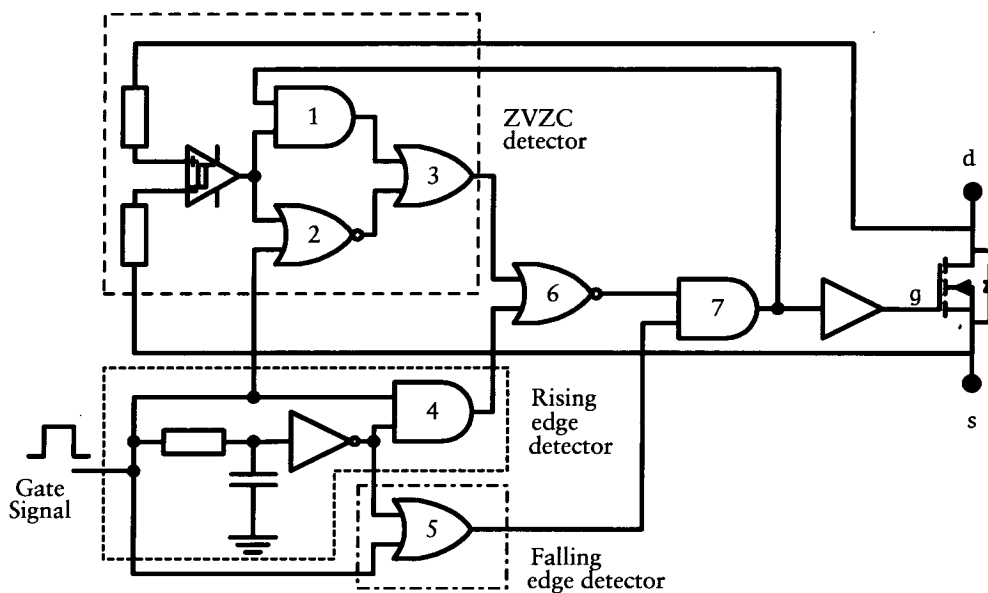 1
ZVZC
detector
3
d
2
6
7
g
s
4
Rising
edge
detector
Gate
Signal
5
Falling
edge detector